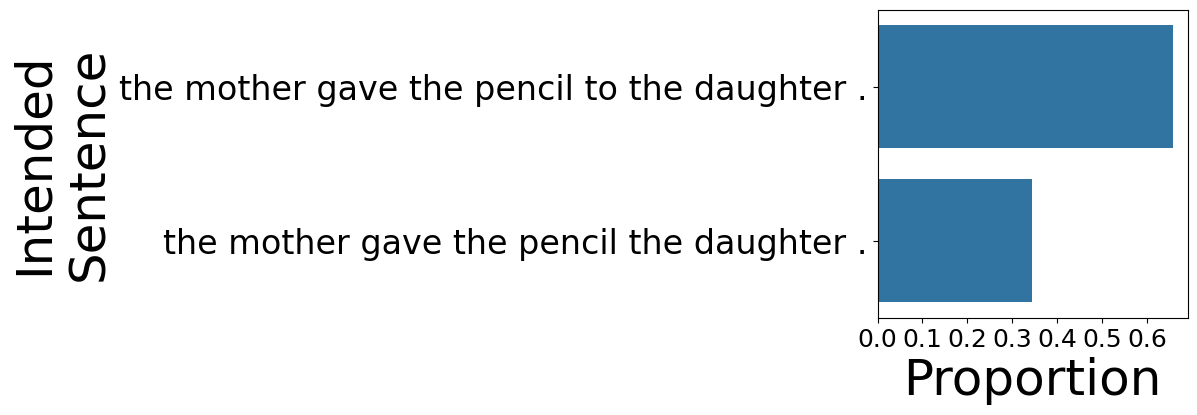 Intended
Sentence
the mother gave the pencil to the daughter .
the mother gave the pencil the daughter .
0.0 0.1 0.2 0.3 0.4 0.5 0.6
Proportion